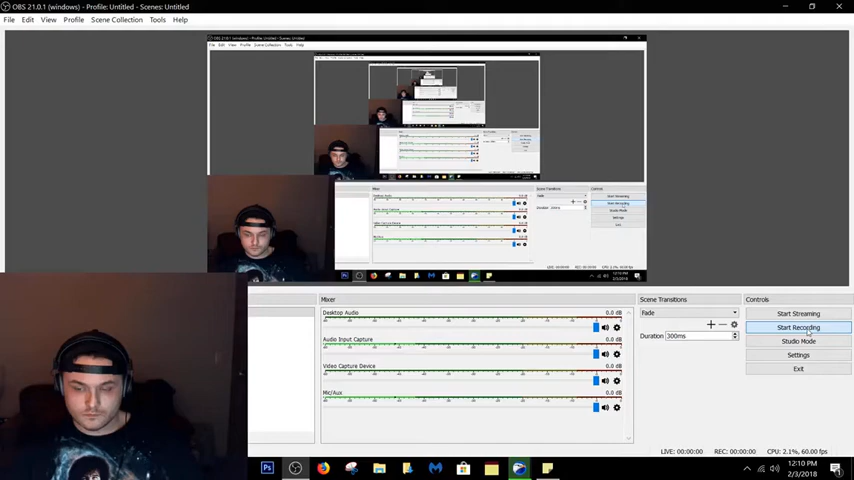 OBS 21.0.1 (windows) - Profile: Untitled - Scenes: Untitled
File Edit View Profile Scene Collection Tools Help
Mixer
Desktop Audio 0.0 dB
Audio Input Capture 0.0 dB
Video Capture Device 0.0 dB
Mic/Aux 0.0 dB
Scene Transitions
Fade
Duration 300ms
Controls
Start Streaming
Start Recording
Studio Mode
Settings
Exit
LIVE: 00:00:00 REC: 00:00:00 CPU: 2.1%, 60.00 fps
12:10 PM
2/3/2018